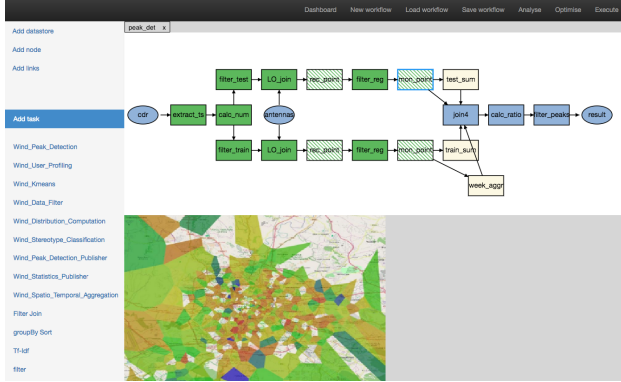 Dashboard New workflow Load workflow Save workflow Analyse Optimise Execute
peak_det x
Add datastore
Add node
Add links
Add task
Wind_Peak_Detection
Wind_User_Profiling
Wind_Kmeans
Wind_Data_Filter
Wind_Distribution_Computation
Wind_Stereotype_Classification
Wind_Peak_Detection_Publisher
Wind_Statistics_Publisher
Wind_Spatio_Temporal_Aggregation
Filter Join
groupBy Sort
Tf-Idf
filter
filter_test LO_join rec_point filter_reg mon_point test_sum
cdr extract_ts calc_num antennas join4 calc_ratio filter_peaks result
filter_train LO_join rec_point filter_reg mon_point train_sum
week_aggr